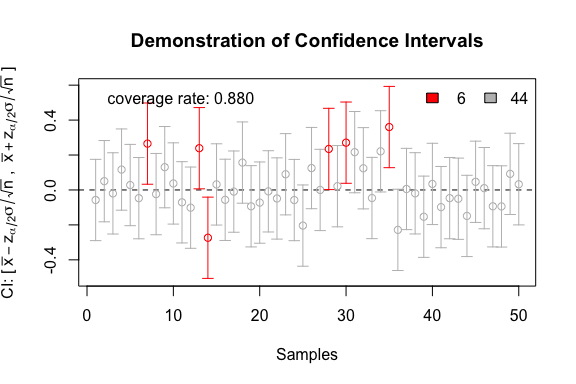 Demonstration of Confidence Intervals
coverage rate: 0.880
6
44
CI: [ x̅ − zα/2σ/√n , x̅ + zα/2σ/√n ]
0.4
0.0
-0.4
0
10
20
30
40
50
Samples